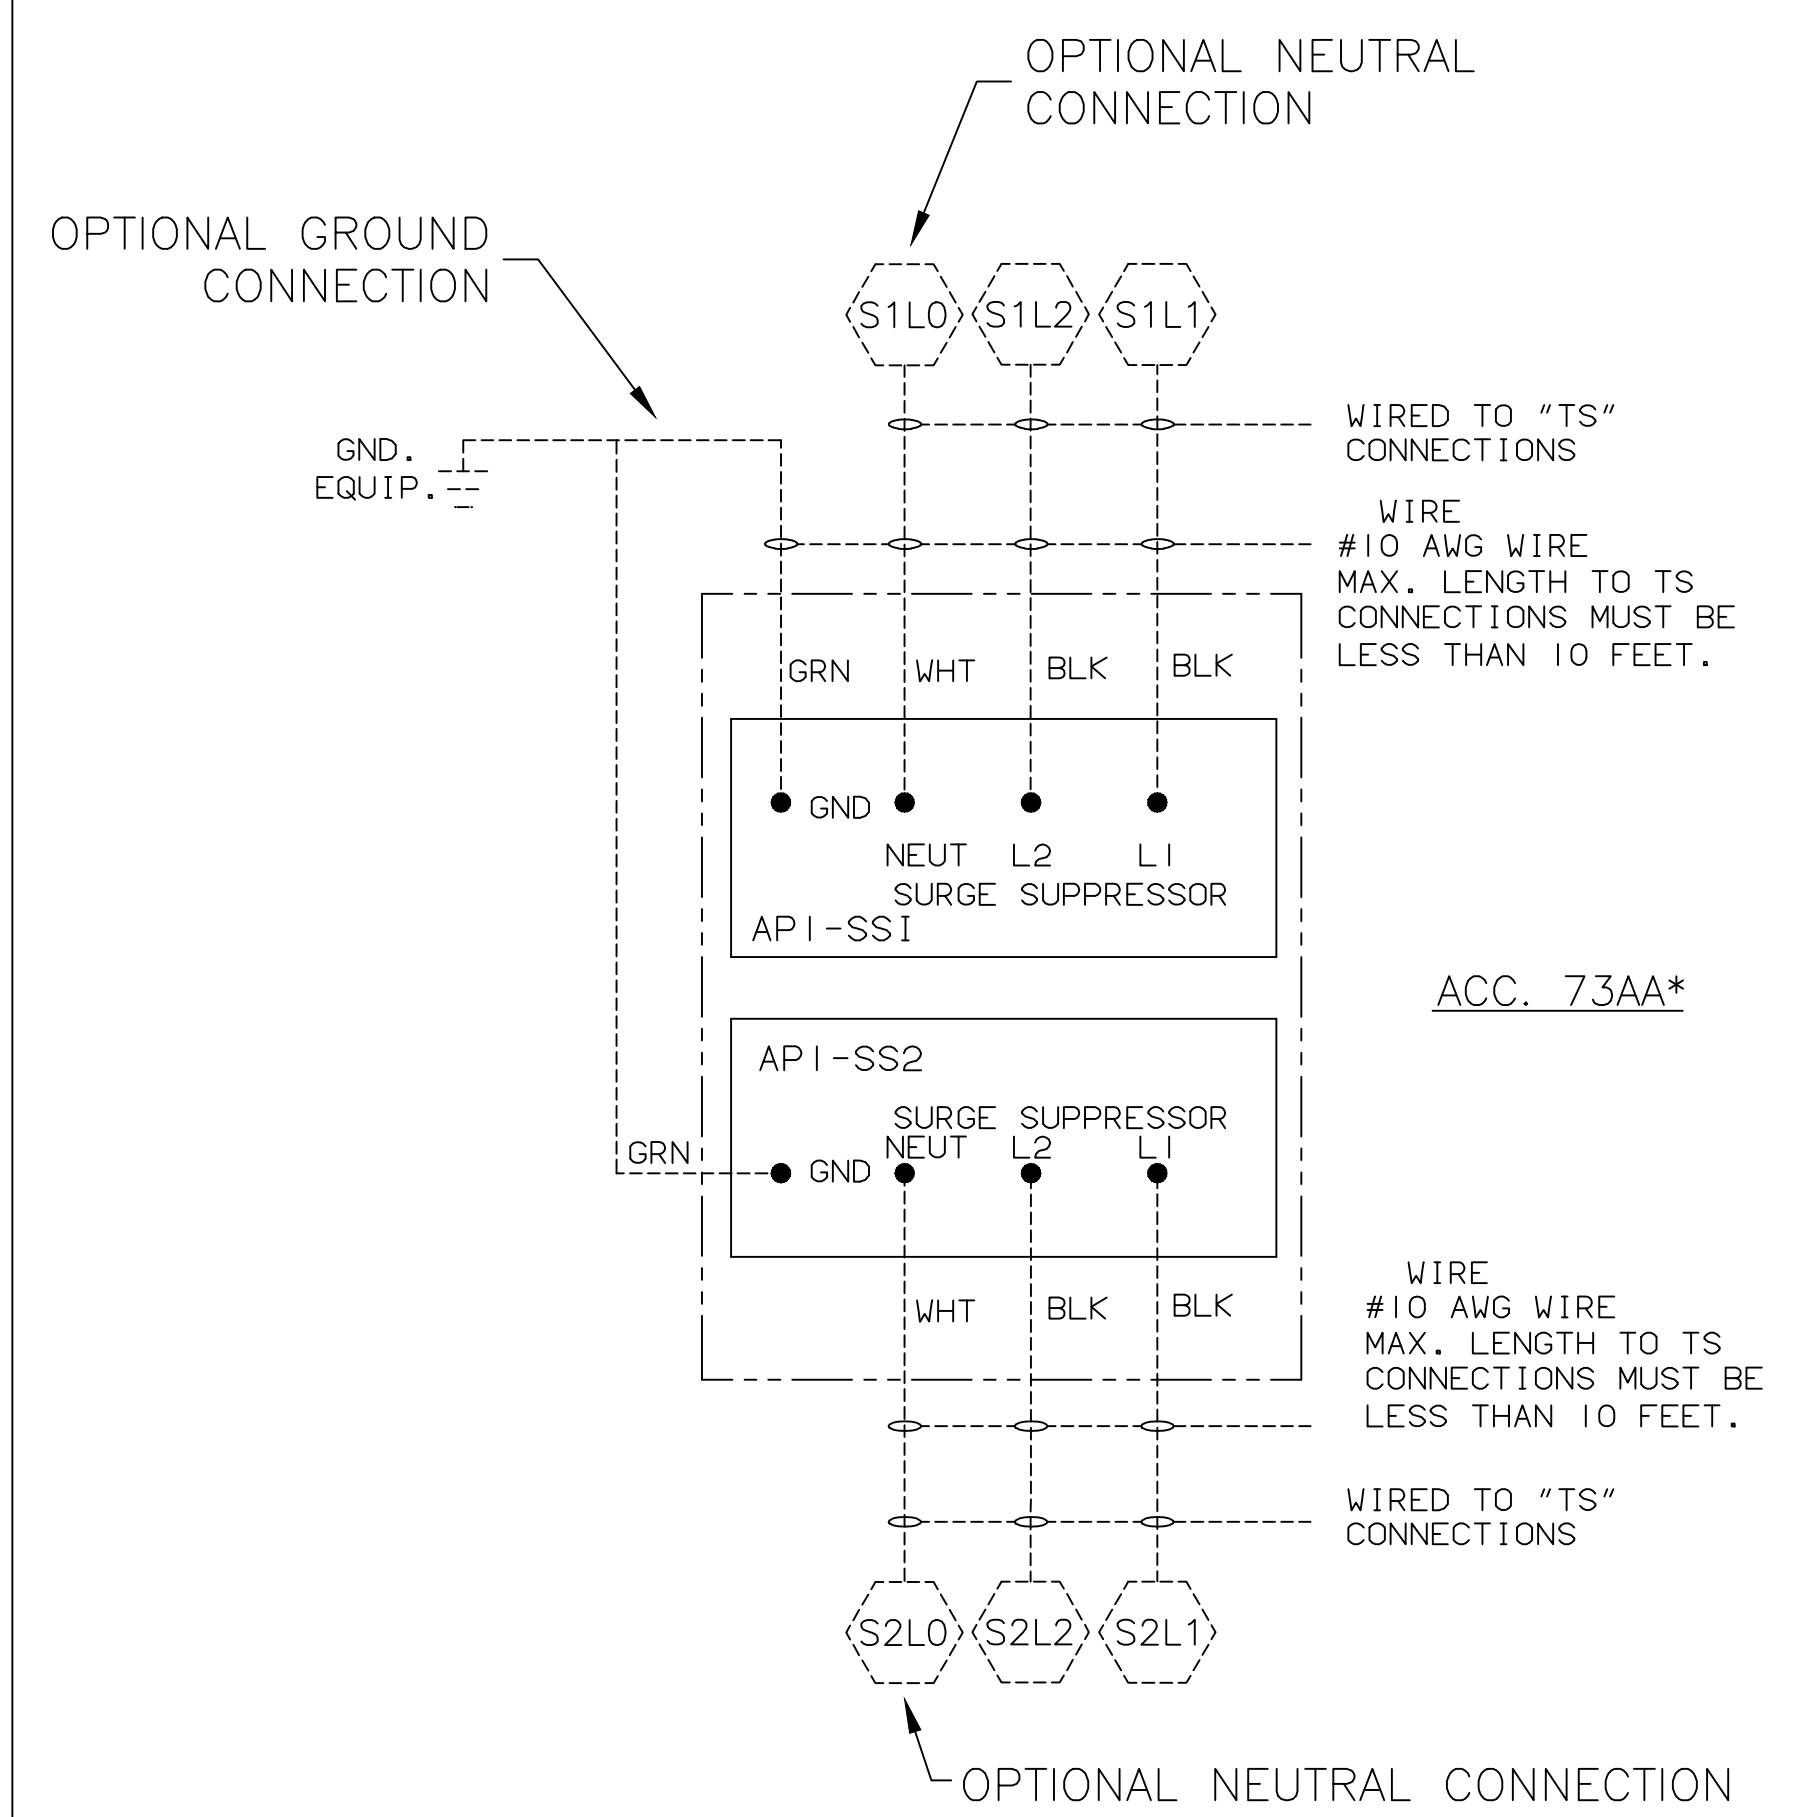 OPTIONAL NEUTRAL
CONNECTION
OPTIONAL GROUND
CONNECTION
S1L0 S1L2 S1L1
WIRED TO "TS"
CONNECTIONS
GND.
EQUIP.
WIRE
#10 AWG WIRE
MAX. LENGTH TO TS
CONNECTIONS MUST BE
LESS THAN 10 FEET.
GRN WHT BLK BLK
GND
NEUT L2 L1
SURGE SUPPRESSOR
AP1-SS1
ACC. 73AA*
AP1-SS2
SURGE SUPPRESSOR
NEUT L2 L1
GRN GND
WHT BLK BLK
WIRE
#10 AWG WIRE
MAX. LENGTH TO TS
CONNECTIONS MUST BE
LESS THAN 10 FEET.
WIRED TO "TS"
CONNECTIONS
S2L0 S2L2 S2L1
OPTIONAL NEUTRAL CONNECTION